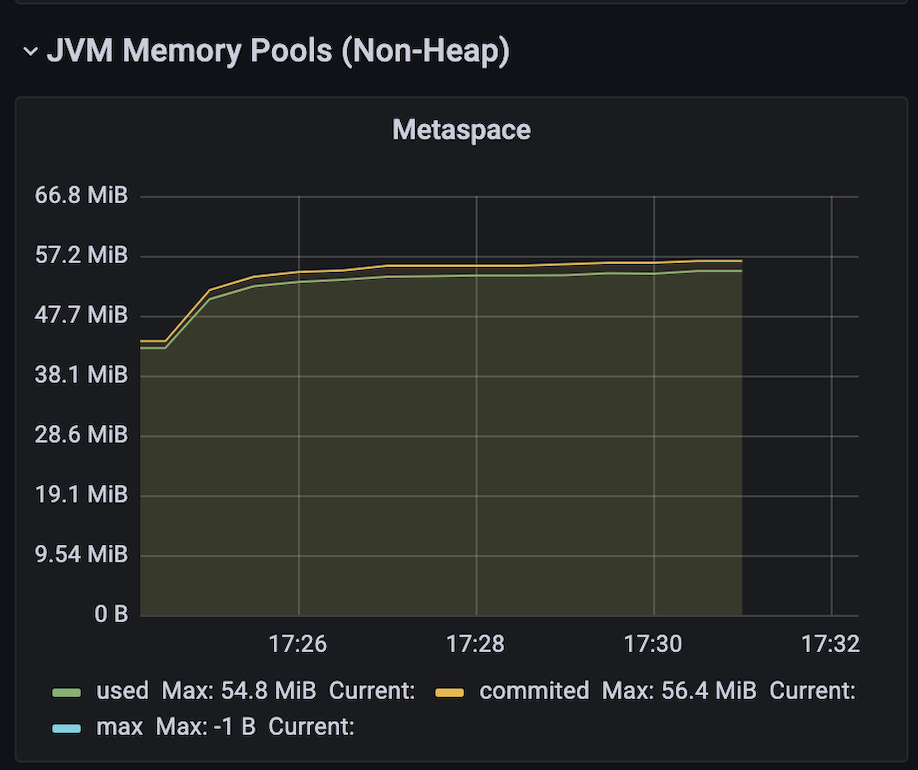 JVM Memory Pools (Non-Heap)
Metaspace
66.8 MiB
57.2 MiB
47.7 MiB
38.1 MiB
28.6 MiB
19.1 MiB
9.54 MiB
0 B
17:26 17:28 17:30 17:32
used Max: 54.8 MiB Current: commited Max: 56.4 MiB Current:
max Max: -1 B Current: